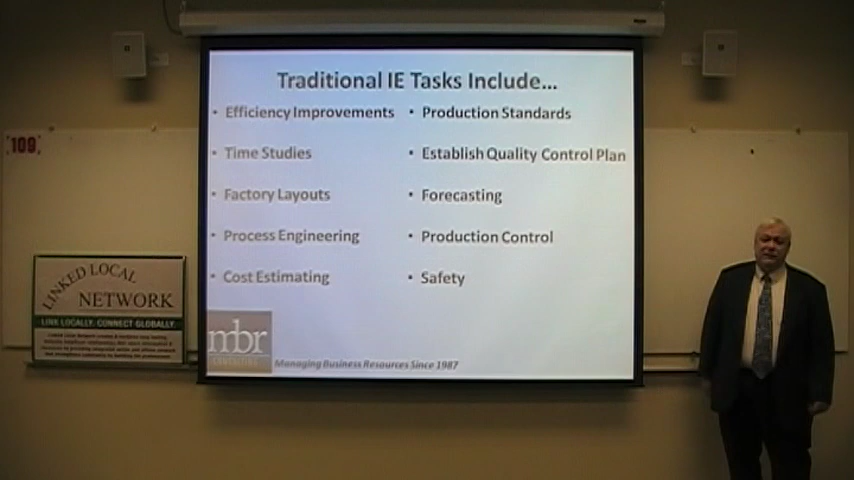 Traditional IE Tasks Include...
• Efficiency Improvements
• Time Studies
• Factory Layouts
• Process Engineering
• Cost Estimating
• Production Standards
• Establish Quality Control Plan
• Forecasting
• Production Control
• Safety
mbr
Managing Business Resources Since 1987
109
LINKED LOCAL
NETWORK
LINK LOCALLY. CONNECT GLOBALLY.